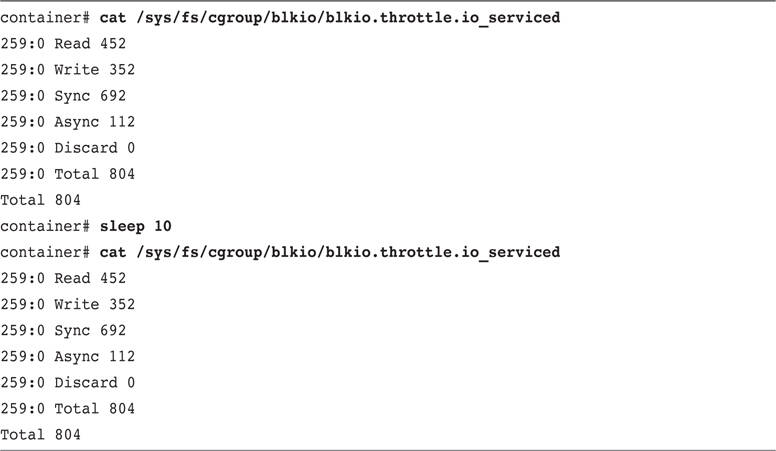 container# cat /sys/fs/cgroup/blkio/blkio.throttle.io_serviced
259:0 Read 452
259:0 Write 352
259:0 Sync 692
259:0 Async 112
259:0 Discard 0
259:0 Total 804
Total 804
container# sleep 10
container# cat /sys/fs/cgroup/blkio/blkio.throttle.io_serviced
259:0 Read 452
259:0 Write 352
259:0 Sync 692
259:0 Async 112
259:0 Discard 0
259:0 Total 804
Total 804